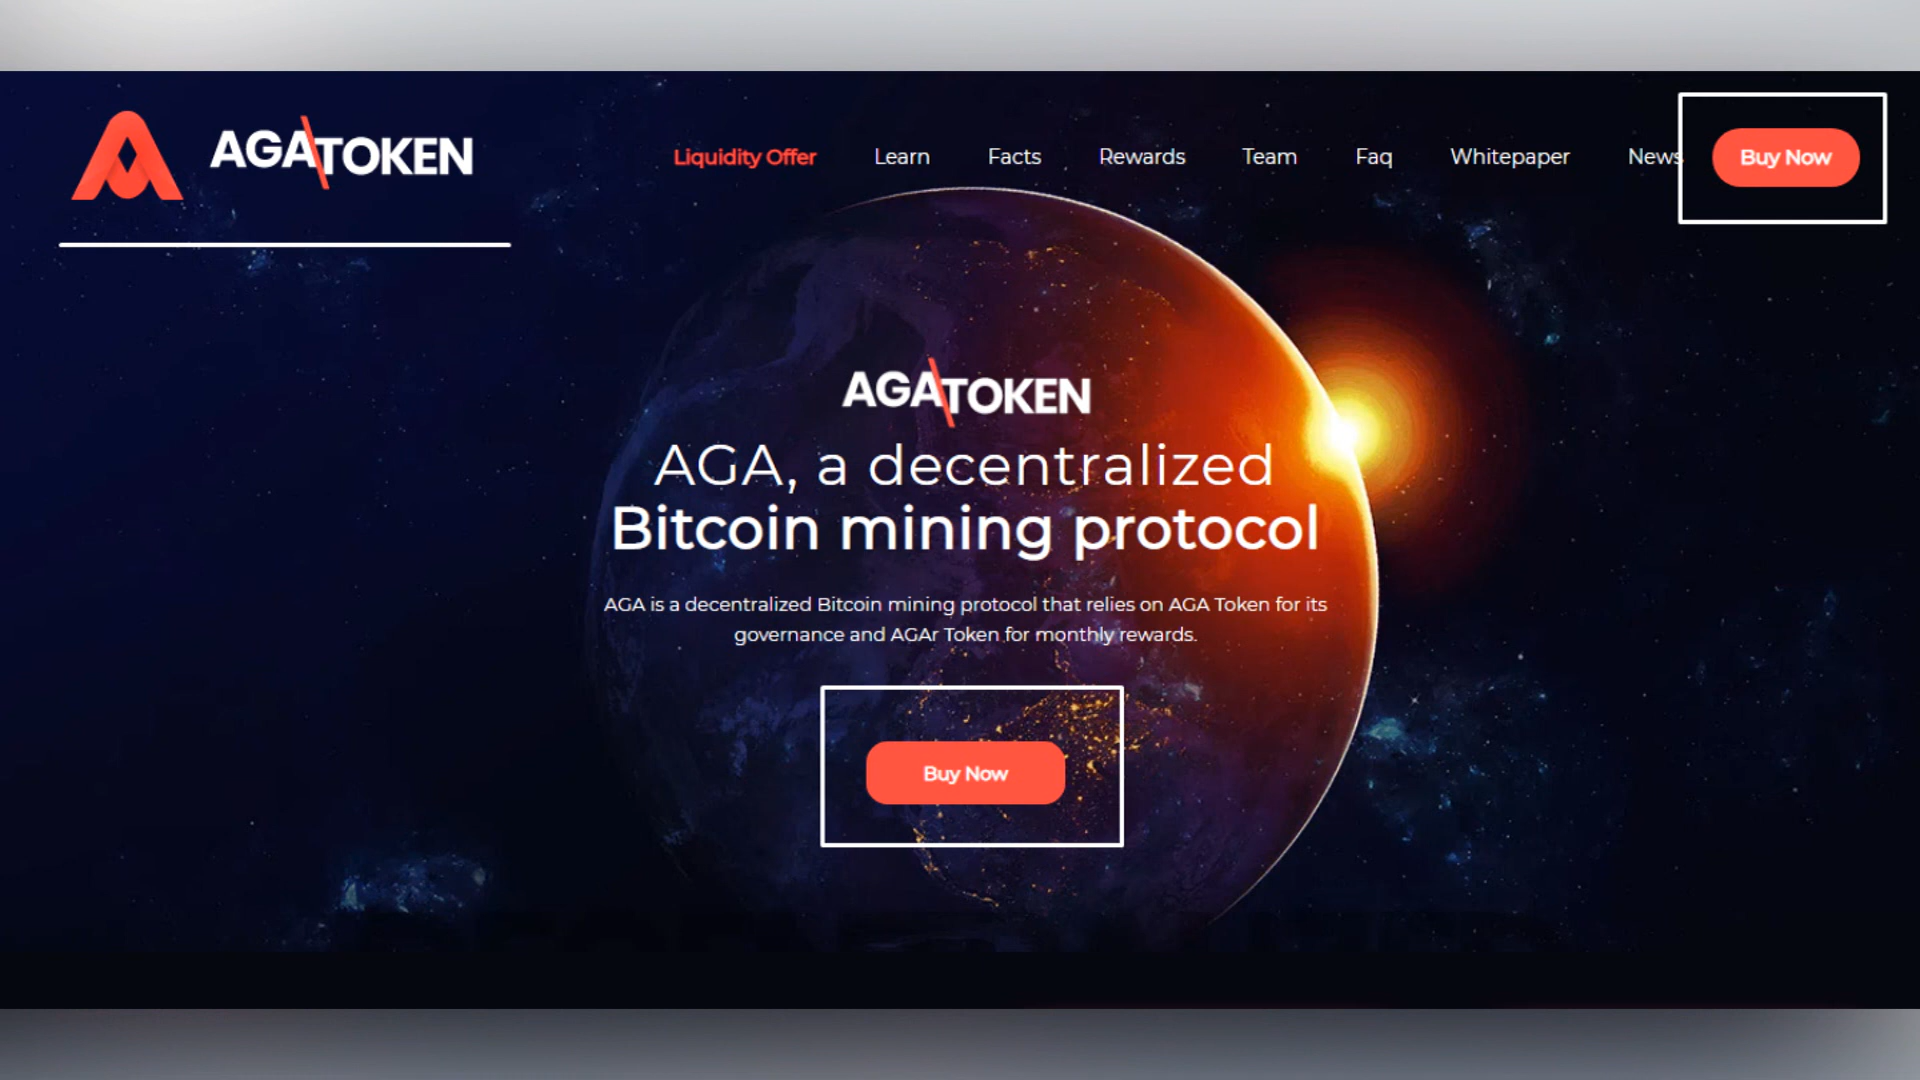 AGATOKEN
Liquidity Offer Learn Facts Rewards Team Faq Whitepaper News Buy Now
AGATOKEN
AGA, a decentralized
Bitcoin mining protocol
AGA is a decentralized Bitcoin mining protocol that relies on AGA Token for its
governance and AGAr Token for monthly rewards.
Buy Now